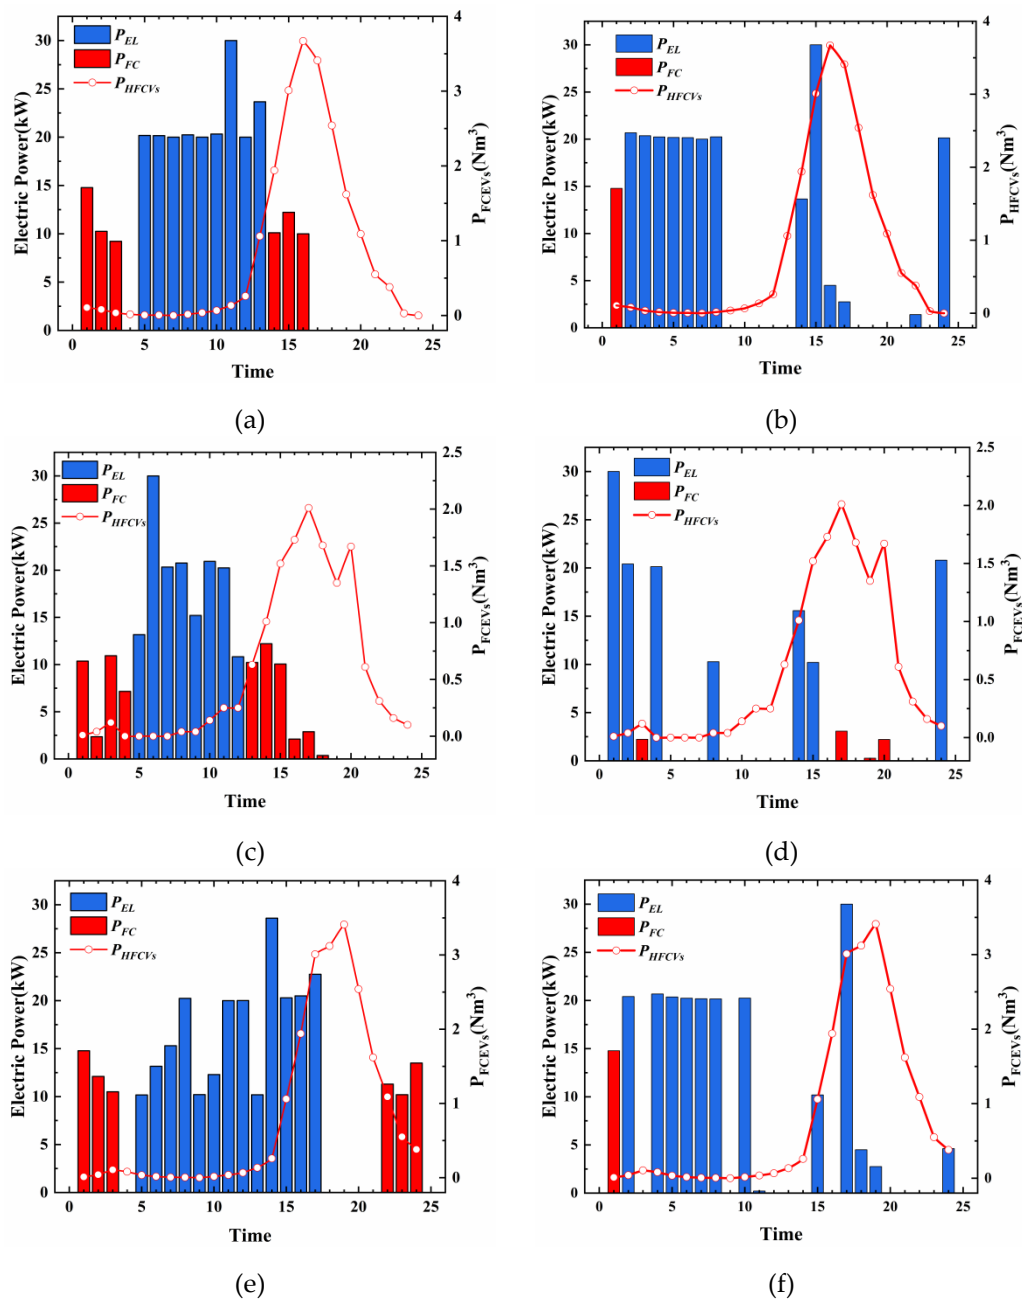 P_EL
P_FC
P_HFCVs
Electric Power(kW)
0 5 10 15 20 25 30
0 1 2 3 4
P_FCEVs(Nm³)
0 5 10 15 20 25
Time
(a)
P_EL
P_FC
P_HFCVs
Electric Power(kW)
0 5 10 15 20 25 30
0 1 2 3 4
P_HFCEVs(Nm³)
0 5 10 15 20 25
Time
(b)
P_EL
P_FC
P_HFCVs
Electric Power(kW)
0 5 10 15 20 25 30
0.0 0.5 1.0 1.5 2.0 2.5
P_FCEVs(Nm³)
0 5 10 15 20 25
Time
(c)
P_EL
P_FC
P_HFCVs
Electric Power(kW)
0 5 10 15 20 25 30
0.0 0.5 1.0 1.5 2.0 2.5
P_FCEVs(Nm³)
0 5 10 15 20 25
Time
(d)
P_EL
P_FC
P_HFCVs
Electric Power(kW)
0 5 10 15 20 25 30
0 1 2 3 4
P_FCEVs(Nm³)
0 5 10 15 20 25
Time
(e)
P_EL
P_FC
P_HFCVs
Electric Power(kW)
0 5 10 15 20 25 30
0 1 2 3 4
P_FCEVs(Nm³)
0 5 10 15 20 25
Time
(f)